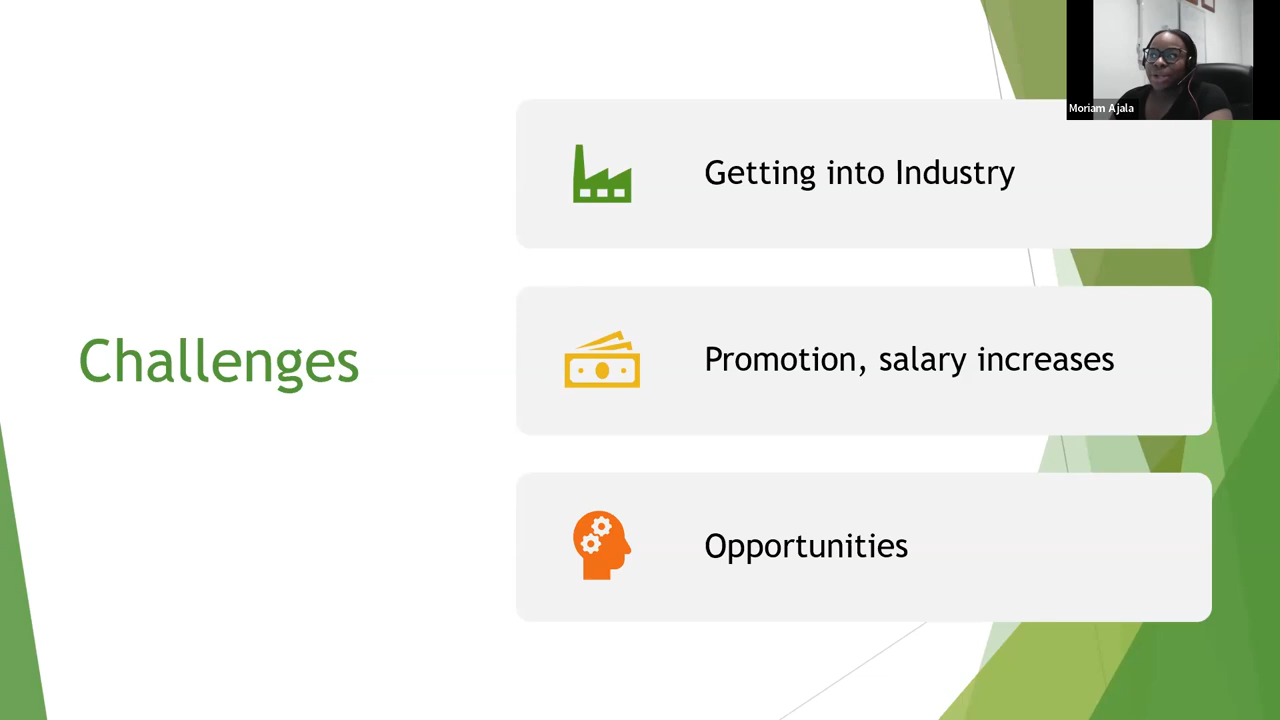 Moriam Ajala
Getting into Industry
Challenges
Promotion, salary increases
Opportunities